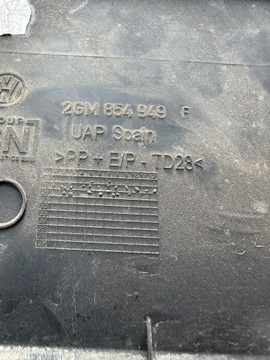 2GM 854 949 F
UAP Spain
>PP + E/P - TD28<